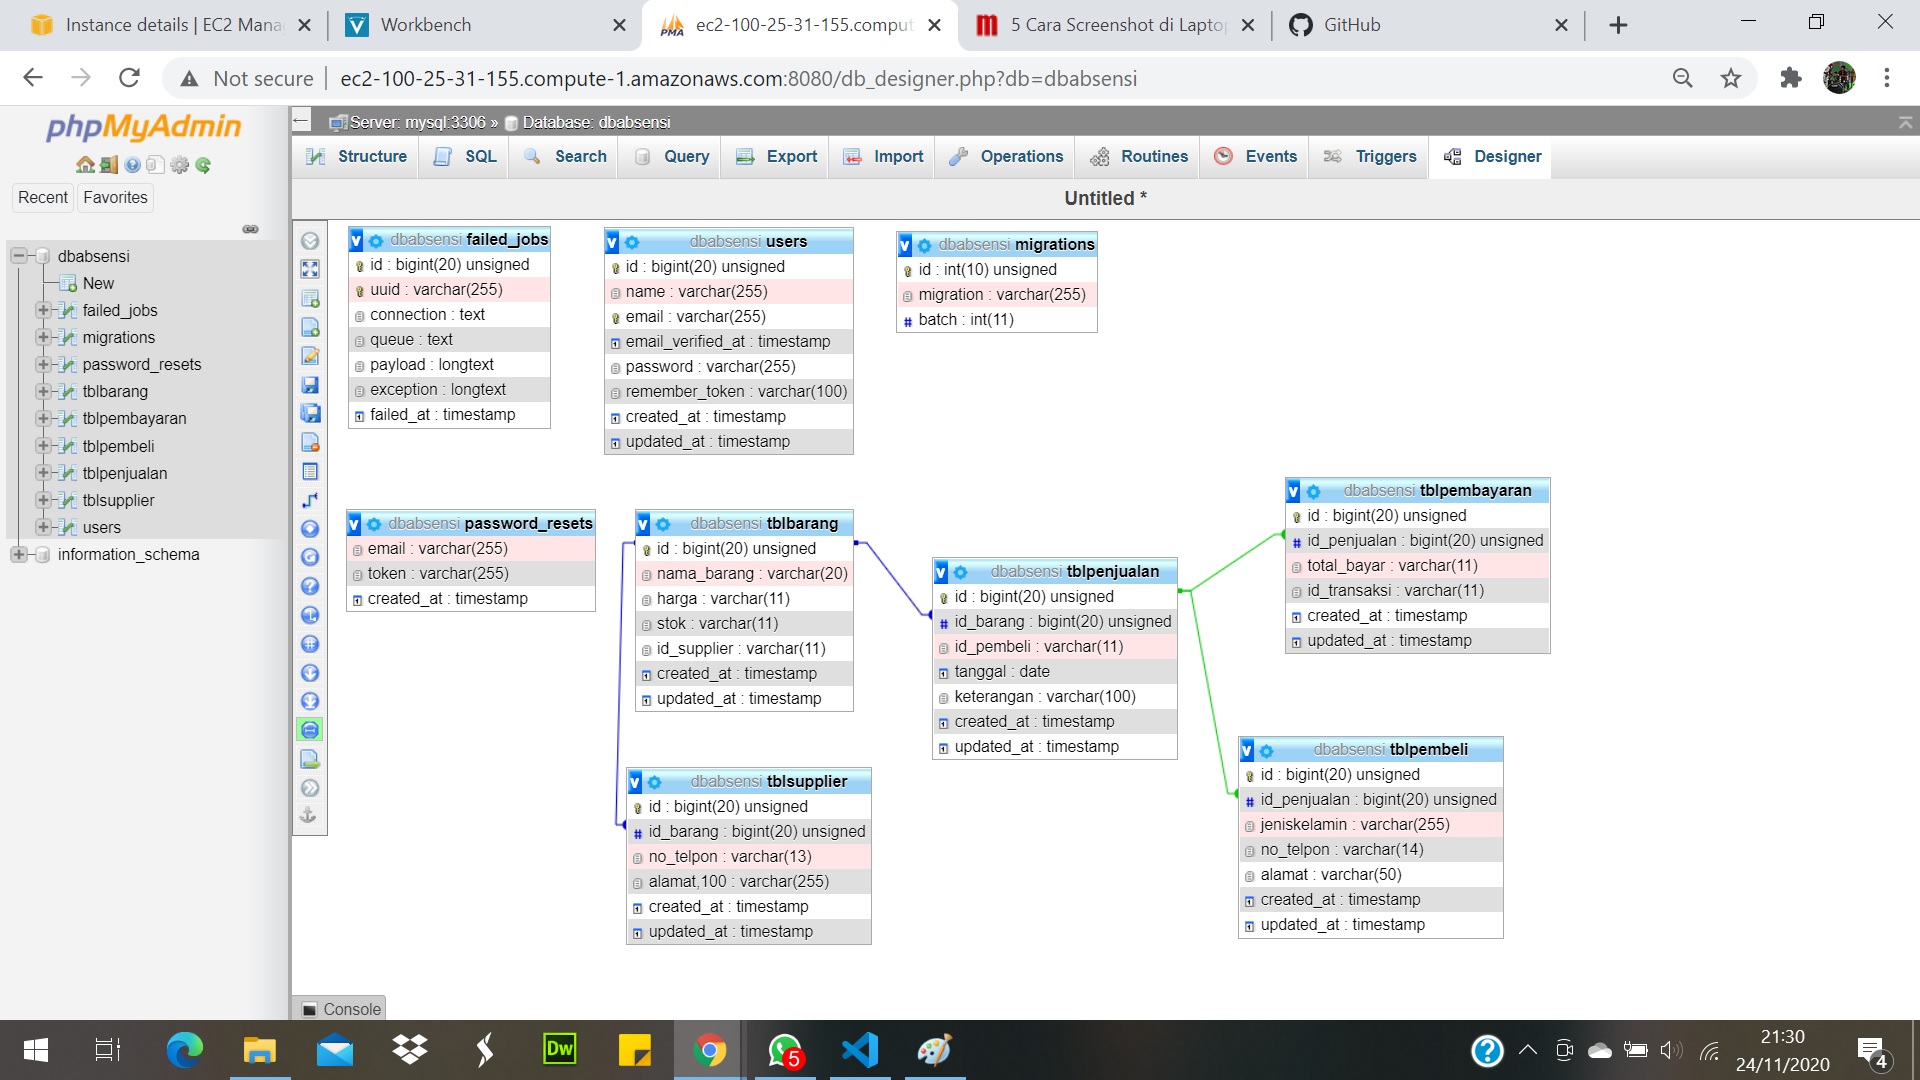 Instance details | EC2 Mana
Workbench
ec2-100-25-31-155.comput
5 Cara Screenshot di Lapto
GitHub
Not secure
ec2-100-25-31-155.compute-1.amazonaws.com:8080/db_designer.php?db=dbabsensi
phpMyAdmin
Recent
Favorites
dbabsensi
New
failed_jobs
migrations
password_resets
tblbarang
tblpembayaran
tblpembeli
tblpenjualan
tblsupplier
users
information_schema
Server: mysql:3306 » Database: dbabsensi
Structure
SQL
Search
Query
Export
Import
Operations
Routines
Events
Triggers
Designer
Untitled *
v dbabsensi failed_jobs
id : bigint(20) unsigned
uuid : varchar(255)
connection : text
queue : text
payload : longtext
exception : longtext
failed_at : timestamp
v dbabsensi users
id : bigint(20) unsigned
name : varchar(255)
email : varchar(255)
email_verified_at : timestamp
password : varchar(255)
remember_token : varchar(100)
created_at : timestamp
updated_at : timestamp
v dbabsensi migrations
id : int(10) unsigned
migration : varchar(255)
# batch : int(11)
v dbabsensi password_resets
email : varchar(255)
token : varchar(255)
created_at : timestamp
v dbabsensi tblbarang
id : bigint(20) unsigned
nama_barang : varchar(20)
harga : varchar(11)
stok : varchar(11)
id_supplier : varchar(11)
created_at : timestamp
updated_at : timestamp
v dbabsensi tblpenjualan
id : bigint(20) unsigned
# id_barang : bigint(20) unsigned
id_pembeli : varchar(11)
tanggal : date
keterangan : varchar(100)
created_at : timestamp
updated_at : timestamp
v dbabsensi tblpembayaran
id : bigint(20) unsigned
# id_penjualan : bigint(20) unsigned
total_bayar : varchar(11)
id_transaksi : varchar(11)
created_at : timestamp
updated_at : timestamp
v dbabsensi tblsupplier
id : bigint(20) unsigned
# id_barang : bigint(20) unsigned
no_telpon : varchar(13)
alamat,100 : varchar(255)
created_at : timestamp
updated_at : timestamp
v dbabsensi tblpembeli
id : bigint(20) unsigned
# id_penjualan : bigint(20) unsigned
jeniskelamin : varchar(255)
no_telpon : varchar(14)
alamat : varchar(50)
created_at : timestamp
updated_at : timestamp
Console
Dw
5
21:30
24/11/2020
4